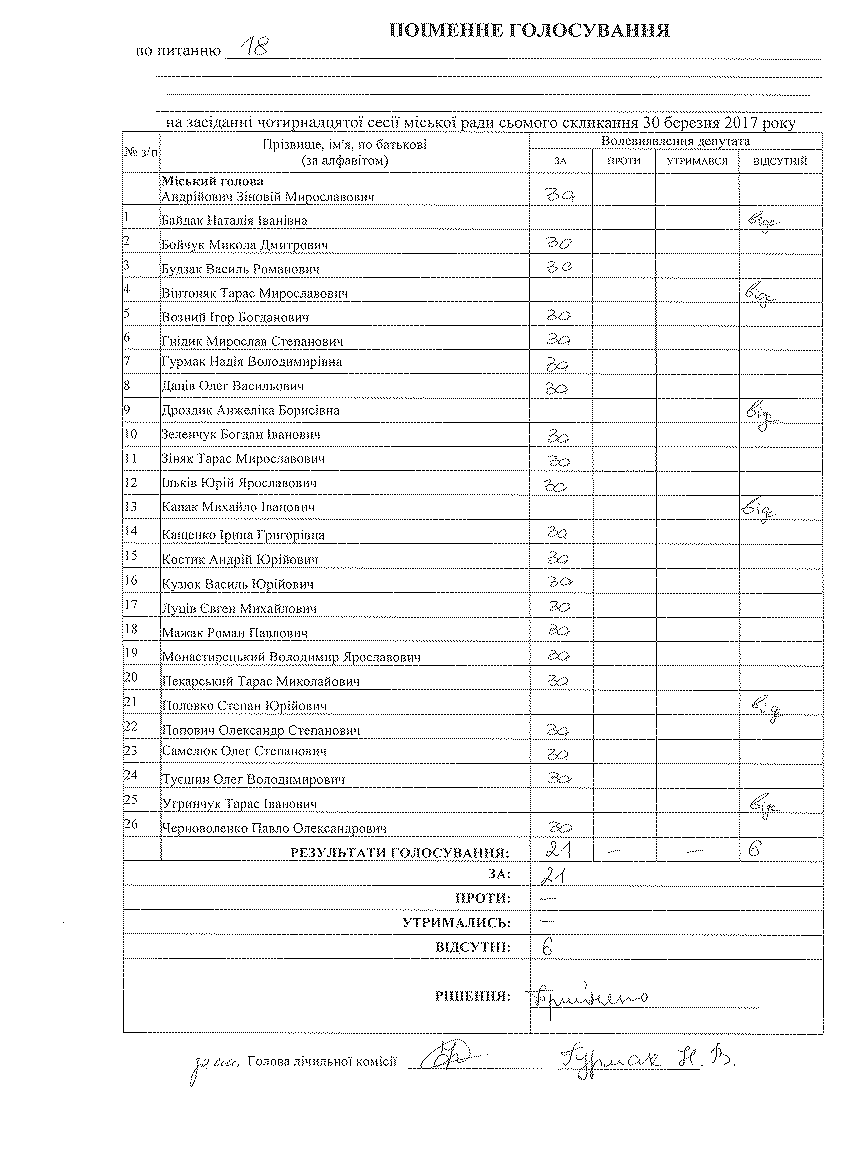 ПОІМЕННЕ ГОЛОСУВАННЯ
по питанню 18
на засіданні чотирнадцятої сесії міської ради сьомого скликання 30 березня 2017 року
№ з/п Прізвище, ім’я, по батькові (за алфавітом) Волевиявлення депутата
ЗА ПРОТИ УТРИМАВСЯ ВІДСУТНІЙ
Міський голова
Андрійович Зіновій Мирославович за
1 Байдак Наталія Іванівна від
2 Бойчук Микола Дмитрович за
3 Будзак Василь Романович за
4 Вінтоняк Тарас Мирославович від
5 Возний Ігор Богданович за
6 Гнідик Мирослав Степанович за
7 Гурмак Надія Володимирівна за
8 Даців Олег Васильович за
9 Дроздик Анжеліка Борисівна від
10 Зеленчук Богдан Іванович за
11 Зіняк Тарас Мирославович за
12 Ільків Юрій Ярославович за
13 Капак Михайло Іванович від
14 Кащенко Ірина Григорівна за
15 Костик Андрій Юрійович за
16 Кузюк Василь Юрійович за
17 Луців Євген Михайлович за
18 Мажак Роман Павлович за
19 Монастирецький Володимир Ярославович за
20 Пекарський Тарас Миколайович за
21 Половко Степан Юрійович від
22 Попович Олександр Степанович за
23 Самелюк Олег Степанович за
24 Туєшин Олег Володимирович за
25 Угринчук Тарас Іванович від
26 Черноволенко Павло Олександрович за
РЕЗУЛЬТАТИ ГОЛОСУВАННЯ: 21 — — 6
ЗА: 21
ПРОТИ: —
УТРИМАЛИСЬ: —
ВІДСУТНІ: 6
РІШЕННЯ: Прийнято
Голова лічильної комісії Гурмак Н. В.